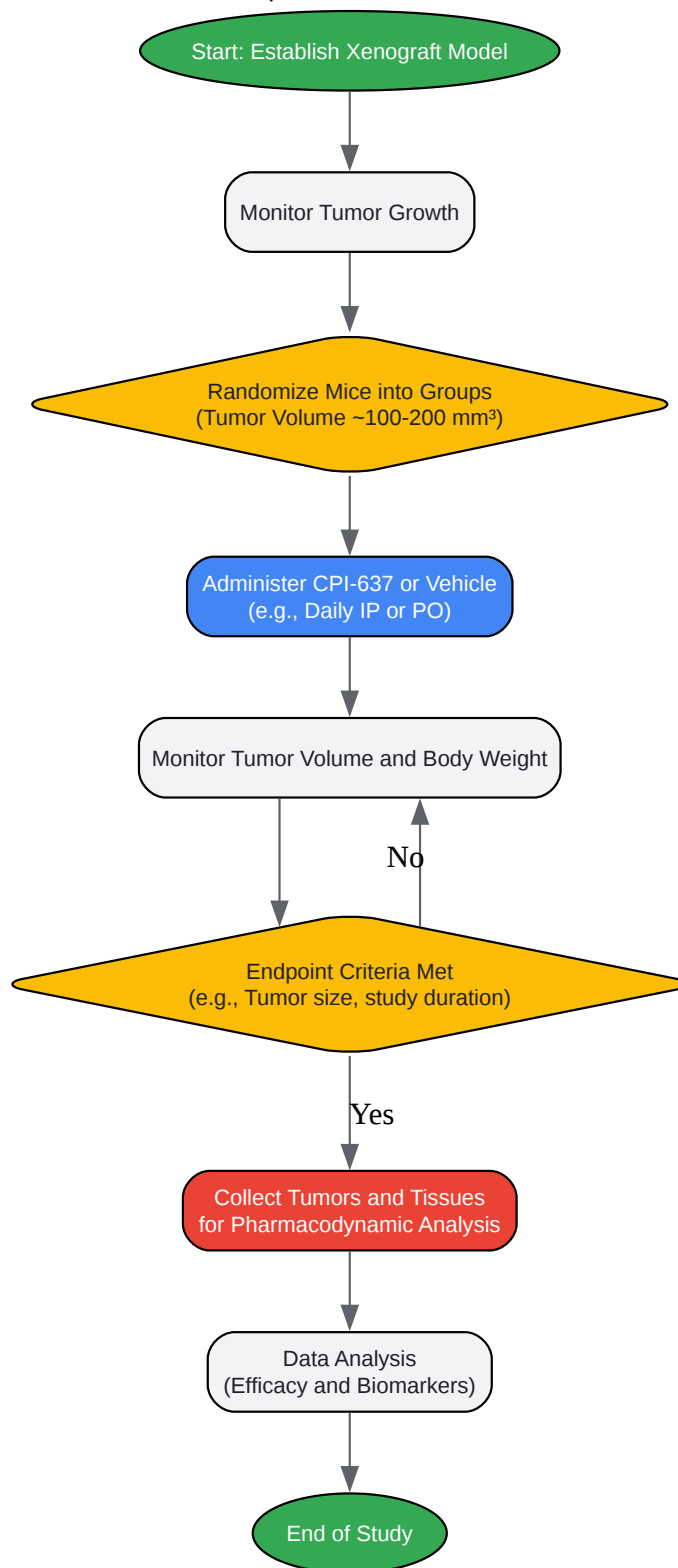 Start: Establish Xenograft Model
Monitor Tumor Growth
Randomize Mice into Groups
(Tumor Volume ~100-200 mm³)
Administer CPI-637 or Vehicle
(e.g., Daily IP or PO)
Monitor Tumor Volume and Body Weight
No
Endpoint Criteria Met
(e.g., Tumor size, study duration)
Yes
Collect Tumors and Tissues
for Pharmacodynamic Analysis
Data Analysis
(Efficacy and Biomarkers)
End of Study